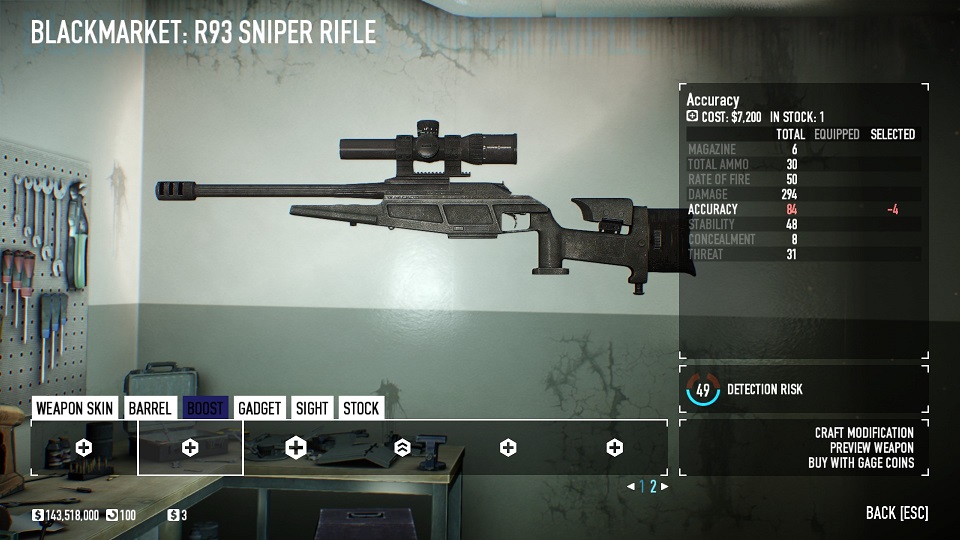 BLACKMARKET: R93 SNIPER RIFLE
Accuracy
COST: $7,200 IN STOCK: 1
TOTAL EQUIPPED SELECTED
MAGAZINE 6
TOTAL AMMO 30
RATE OF FIRE 50
DAMAGE 294
ACCURACY 84 -4
STABILITY 48
CONCEALMENT 8
THREAT 31
49 DETECTION RISK
WEAPON SKIN BARREL BOOST GADGET SIGHT STOCK
CRAFT MODIFICATION
PREVIEW WEAPON
BUY WITH GAGE COINS
1 2
$143,518,000 100 $3
BACK [ESC]